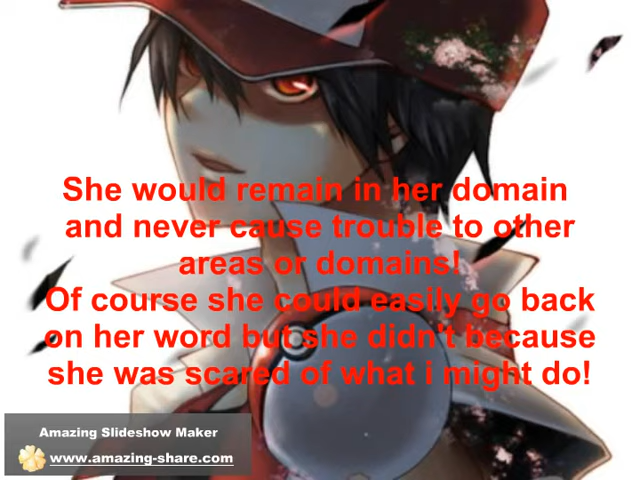 She would remain in her domain
and never cause trouble to other
areas or domains!
Of course she could easily go back
on her word but she didn't because
she was scared of what i might do!
Amazing Slideshow Maker
www.amazing-share.com